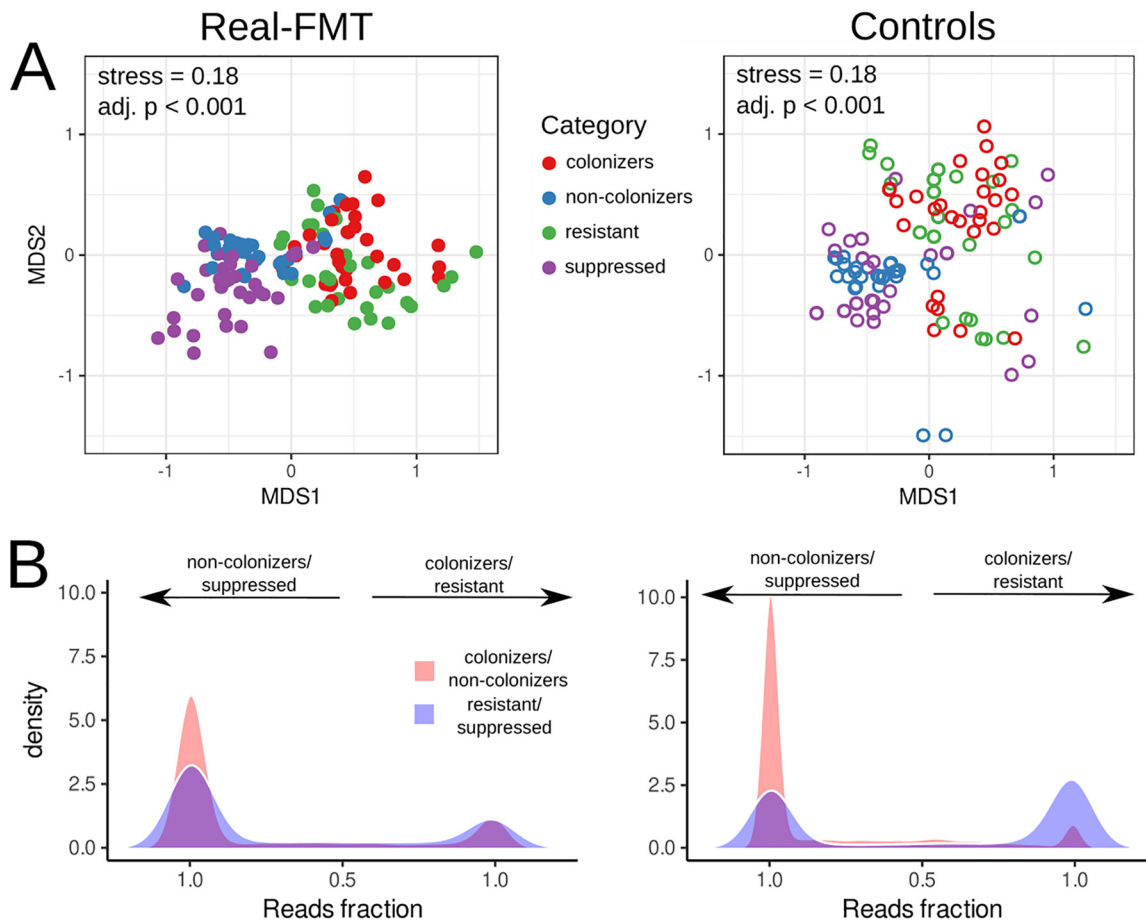 Real-FMT
Controls
A
stress = 0.18
adj. p < 0.001
MDS2
1
0
-1
-1
0
1
MDS1
Category
colonizers
non-colonizers
resistant
suppressed
stress = 0.18
adj. p < 0.001
1
0
-1
-1
0
1
MDS1
B
non-colonizers/
suppressed
colonizers/
resistant
density
10.0
7.5
5.0
2.5
0.0
colonizers/
non-colonizers
resistant/
suppressed
1.0
0.5
1.0
Reads fraction
non-colonizers/
suppressed
colonizers/
resistant
10.0
7.5
5.0
2.5
0.0
1.0
0.5
1.0
Reads fraction